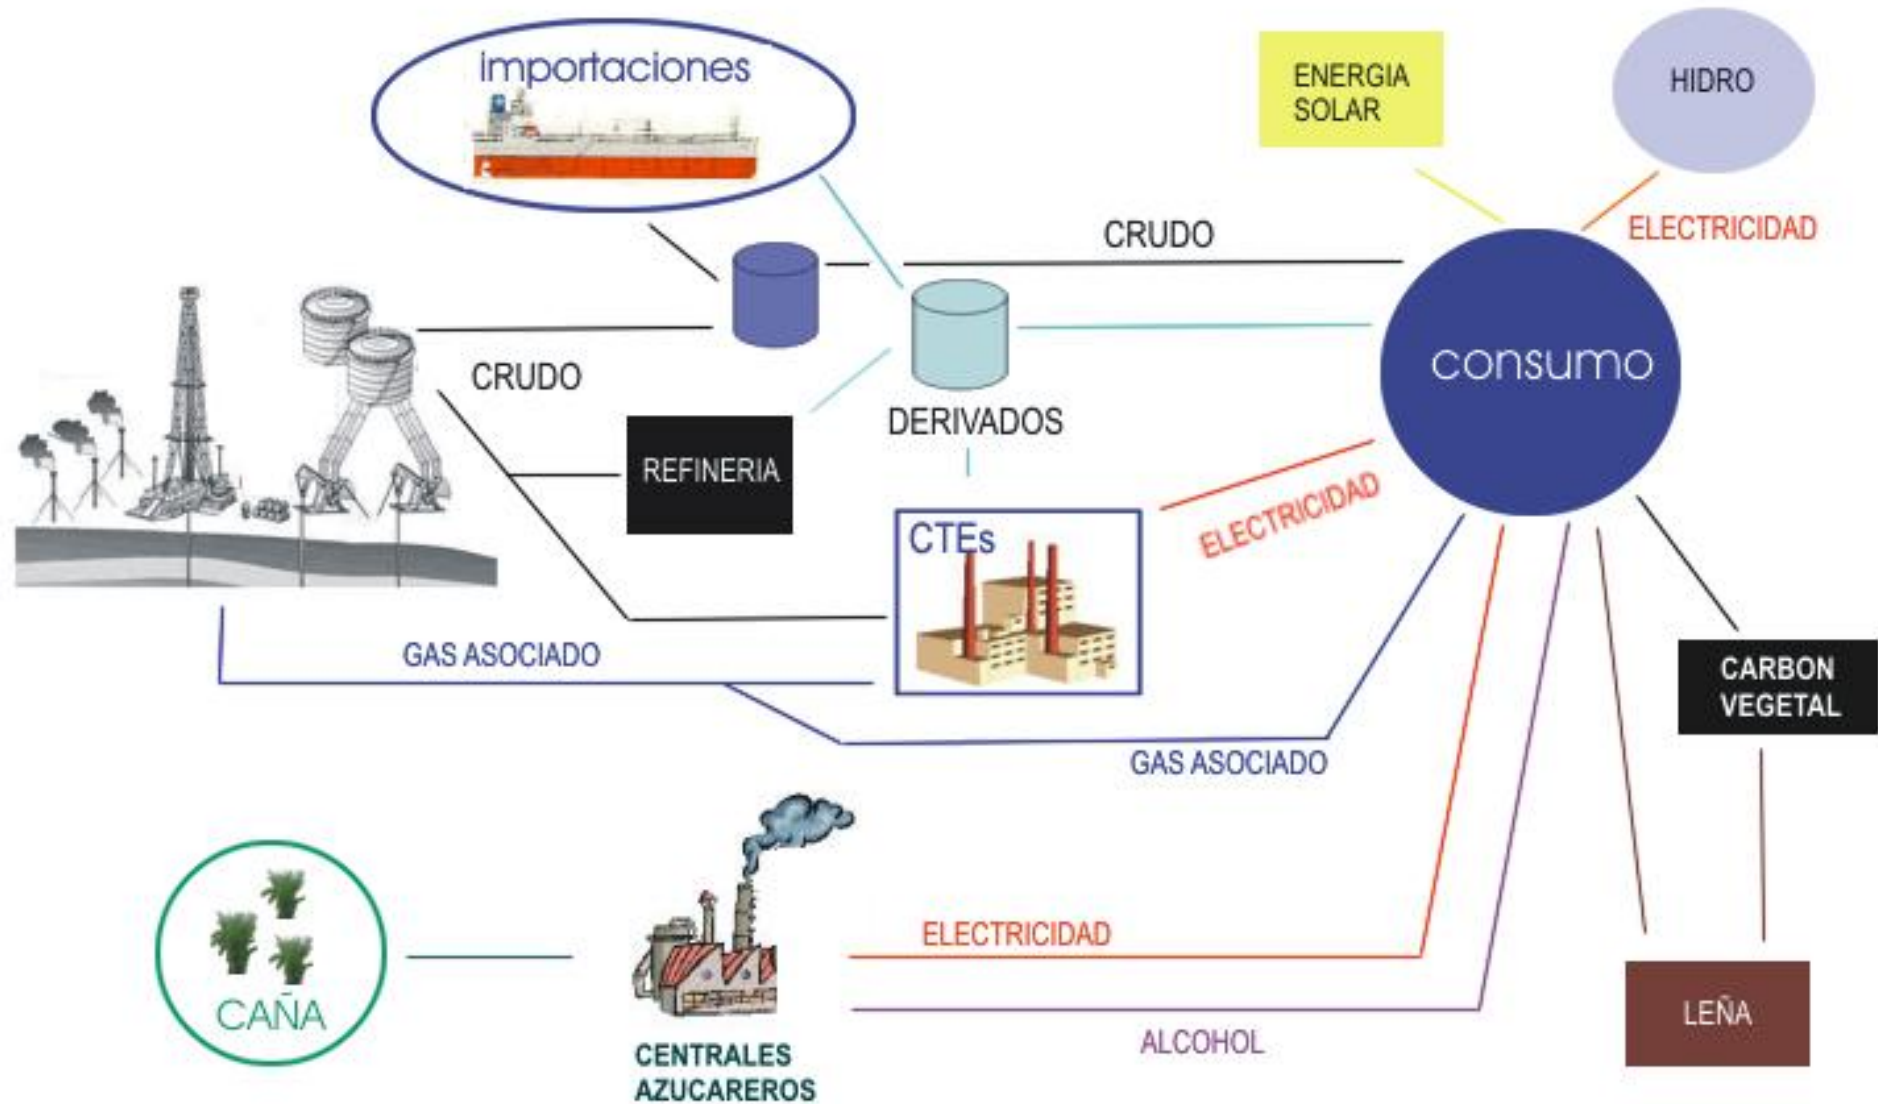 importaciones
ENERGIA
SOLAR
HIDRO
ELECTRICIDAD
CRUDO
consumo
CRUDO
DERIVADOS
REFINERIA
ELECTRICIDAD
CTEs
GAS ASOCIADO
CARBON
VEGETAL
GAS ASOCIADO
ELECTRICIDAD
CAÑA
LEÑA
ALCOHOL
CENTRALES
AZUCAREROS